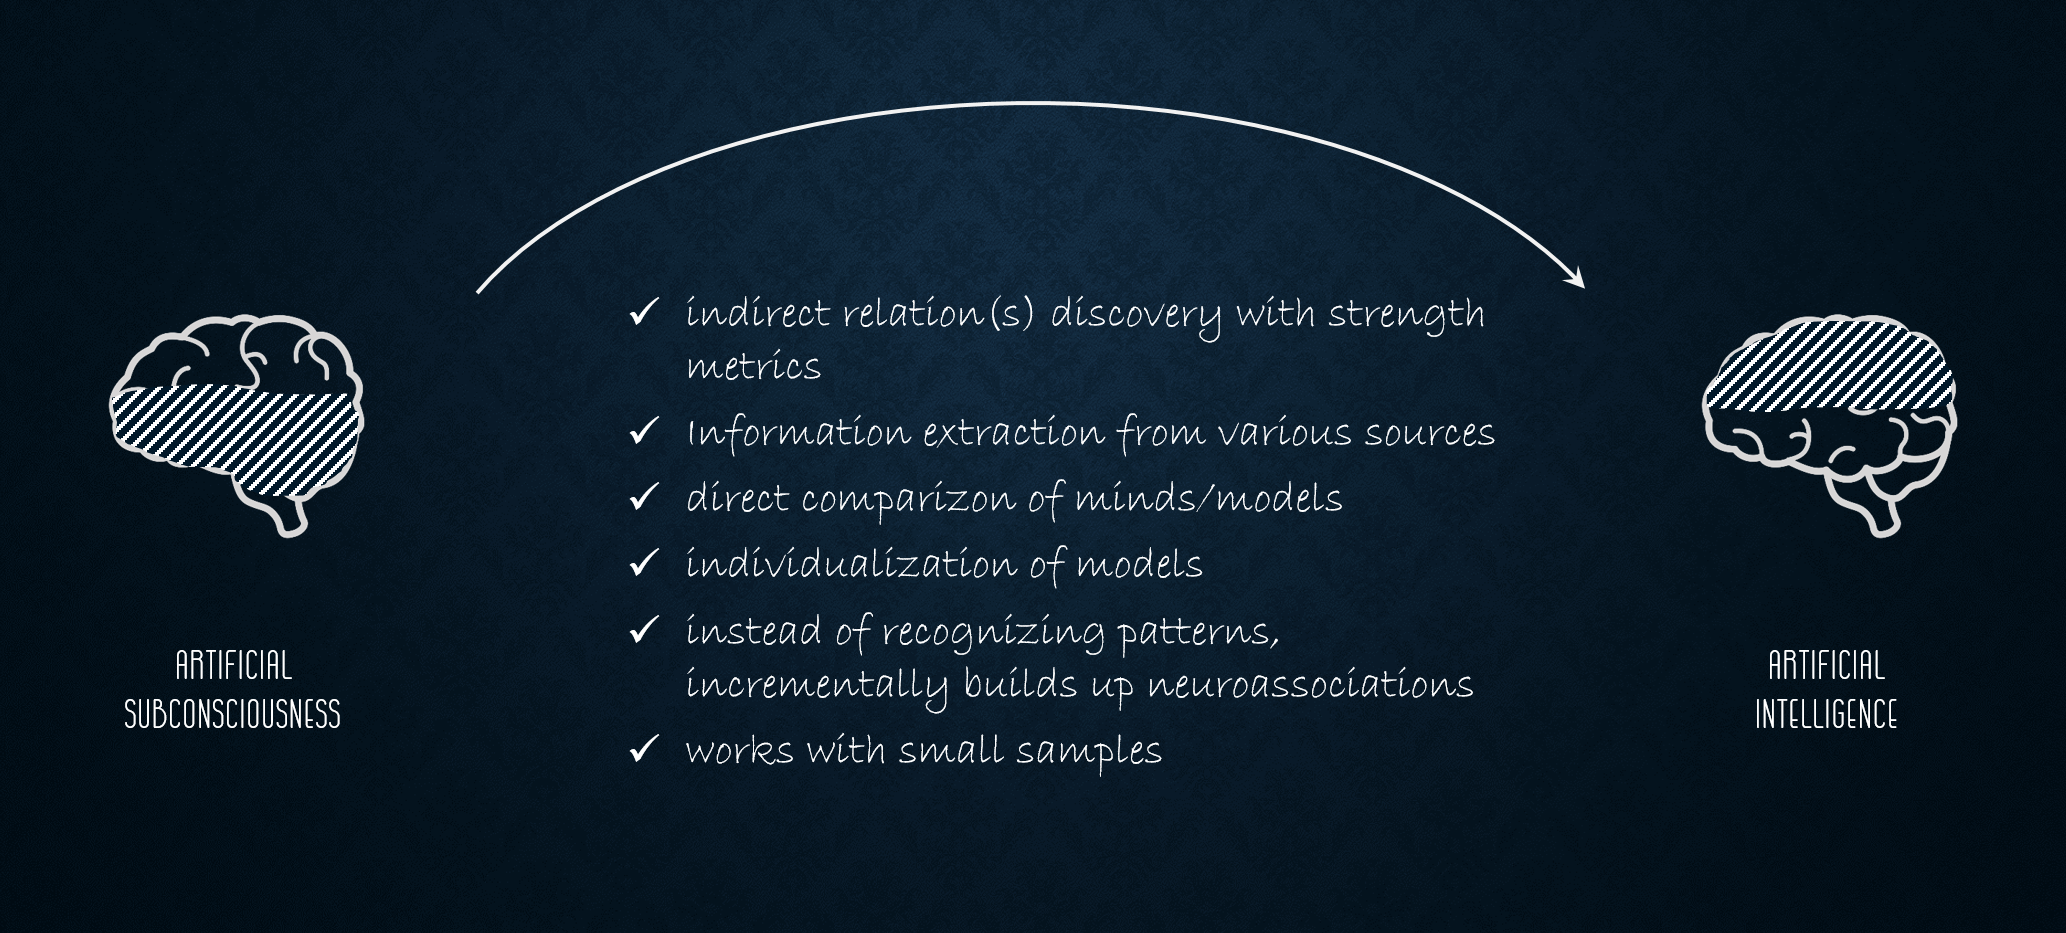 indirect relation(s) discovery with strength
metrics
Information extraction from various sources
direct comparizon of minds/models
individualization of models
instead of recognizing patterns,
incrementally builds up neuroassociations
works with small samples
ARTIFICIAL
SUBCONSCIOUSNESS
ARTIFICIAL
INTELLIGENCE